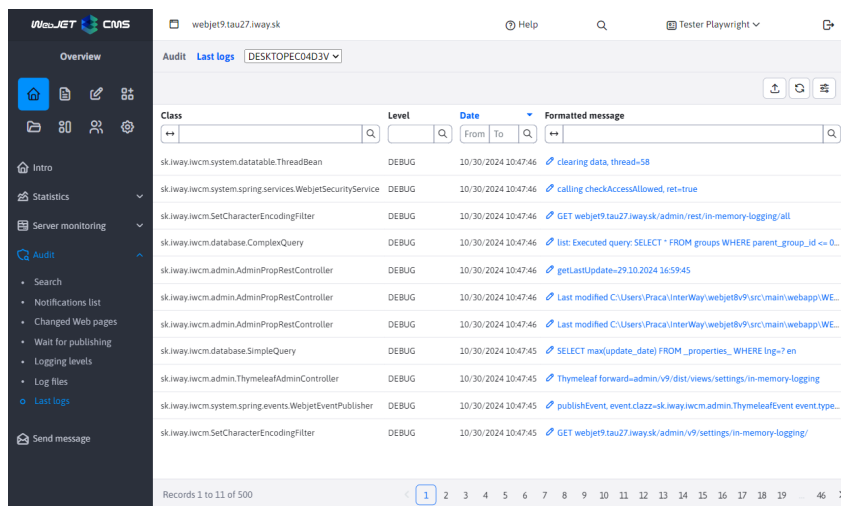 WebJET CMS
webjet9.tau27.iway.sk
Help
Tester Playwright
Overview
Intro
Statistics
Server monitoring
Audit
Search
Notifications list
Changed Web pages
Wait for publishing
Logging levels
Log files
Last logs
Send message
Audit Last logs DESKTOPEC04D3V
Class Level Date Formatted message
From To
sk.iway.iwcm.system.datatable.ThreadBean DEBUG 10/30/2024 10:47:46 clearing data, thread=58
sk.iway.iwcm.system.spring.services.WebjetSecurityService DEBUG 10/30/2024 10:47:46 calling checkAccessAllowed, ret=true
sk.iway.iwcm.SetCharacterEncodingFilter DEBUG 10/30/2024 10:47:46 GET webjet9.tau27.iway.sk/admin/rest/in-memory-logging/all
sk.iway.iwcm.database.ComplexQuery DEBUG 10/30/2024 10:47:46 list: Executed query: SELECT * FROM groups WHERE parent_group_id <= 0...
sk.iway.iwcm.admin.AdminPropRestController DEBUG 10/30/2024 10:47:46 getLastUpdate=29.10.2024 16:59:45
sk.iway.iwcm.admin.AdminPropRestController DEBUG 10/30/2024 10:47:46 Last modified C:\Users\Praca\InterWay\webjet8v9\src\main\webapp\WE...
sk.iway.iwcm.admin.AdminPropRestController DEBUG 10/30/2024 10:47:46 Last modified C:\Users\Praca\InterWay\webjet8v9\src\main\webapp\WE...
sk.iway.iwcm.database.SimpleQuery DEBUG 10/30/2024 10:47:45 SELECT max(update_date) FROM _properties_ WHERE lng=? en
sk.iway.iwcm.admin.ThymeleafAdminController DEBUG 10/30/2024 10:47:45 Thymeleaf forward=admin/v9/dist/views/settings/in-memory-logging
sk.iway.iwcm.system.spring.events.WebjetEventPublisher DEBUG 10/30/2024 10:47:45 publishEvent, event.clazz=sk.iway.iwcm.admin.ThymeleafEvent event.type...
sk.iway.iwcm.SetCharacterEncodingFilter DEBUG 10/30/2024 10:47:45 GET webjet9.tau27.iway.sk/admin/v9/settings/in-memory-logging/
Records 1 to 11 of 500
1 2 3 4 5 6 7 8 9 10 11 12 13 14 15 16 17 18 19 ... 46